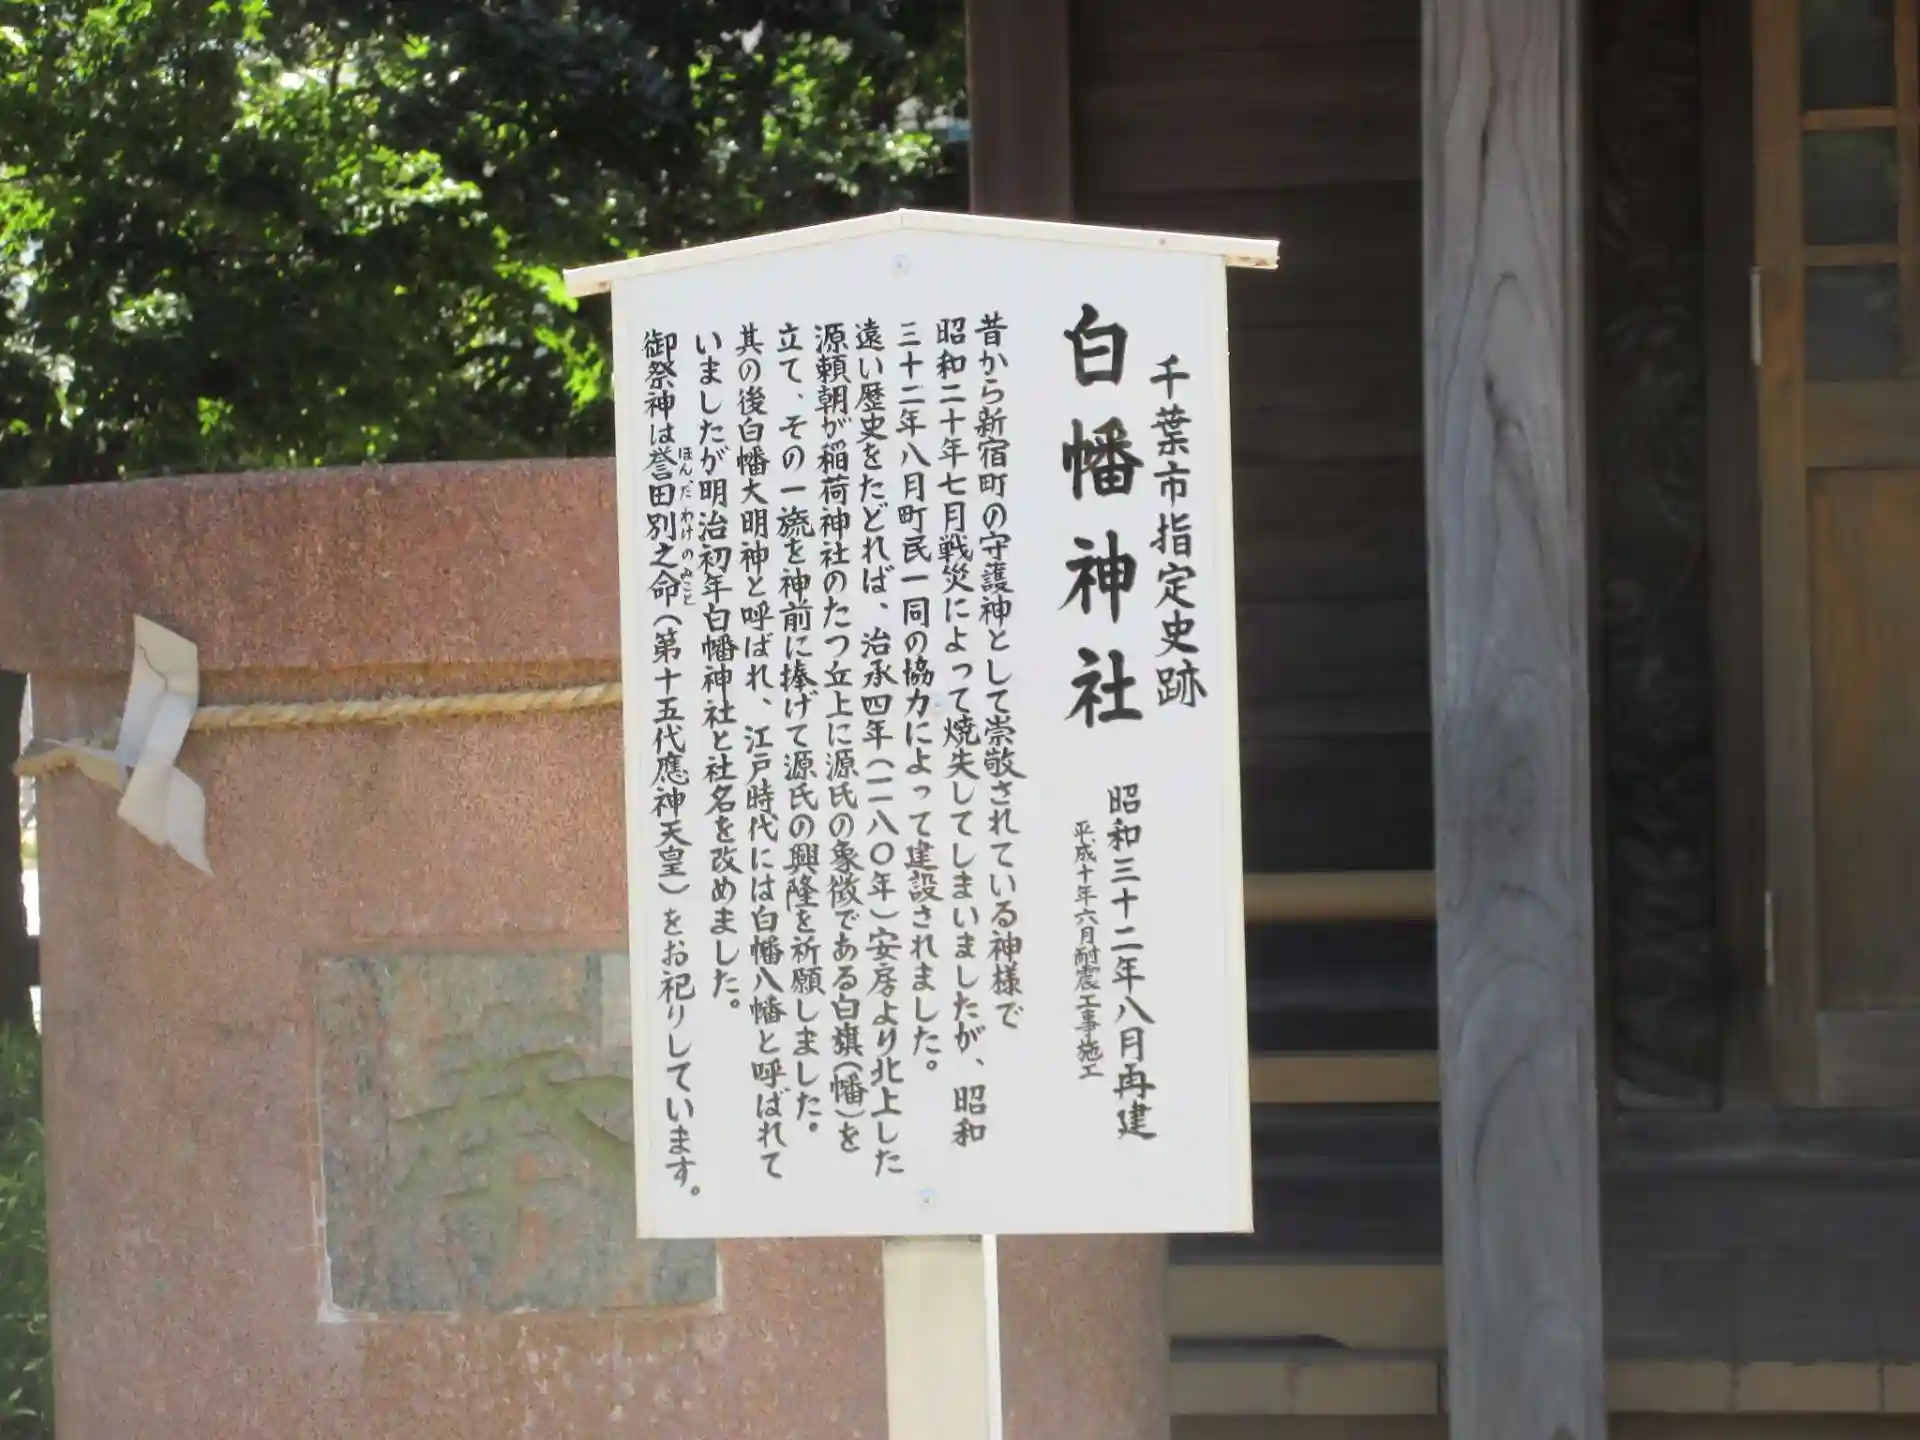 千葉市指定史跡
白幡神社
昭和三十二年八月再建
平成十年六月耐震工事施工
昔から新宿町の守護神として崇敬されている神様で
昭和二十年七月戦災によって焼失してしまいましたが、昭和
三十二年八月町民一同の協力によって建設されました。
遠い歴史をたどれば、治承四年(一一八〇年)安房より北上した
源頼朝が稲荷神社のたつ丘上に源氏の象徴である白旗(幡)を
立て、その一旒を神前に捧げて源氏の興隆を祈願しました。
其の後白幡大明神と呼ばれ、江戸時代には白幡八幡と呼ばれて
いましたが明治初年白幡神社と社名を改めました。
ほんだわけのみこと
御祭神は誉田別之命(第十五代應神天皇)をお祀りしています。